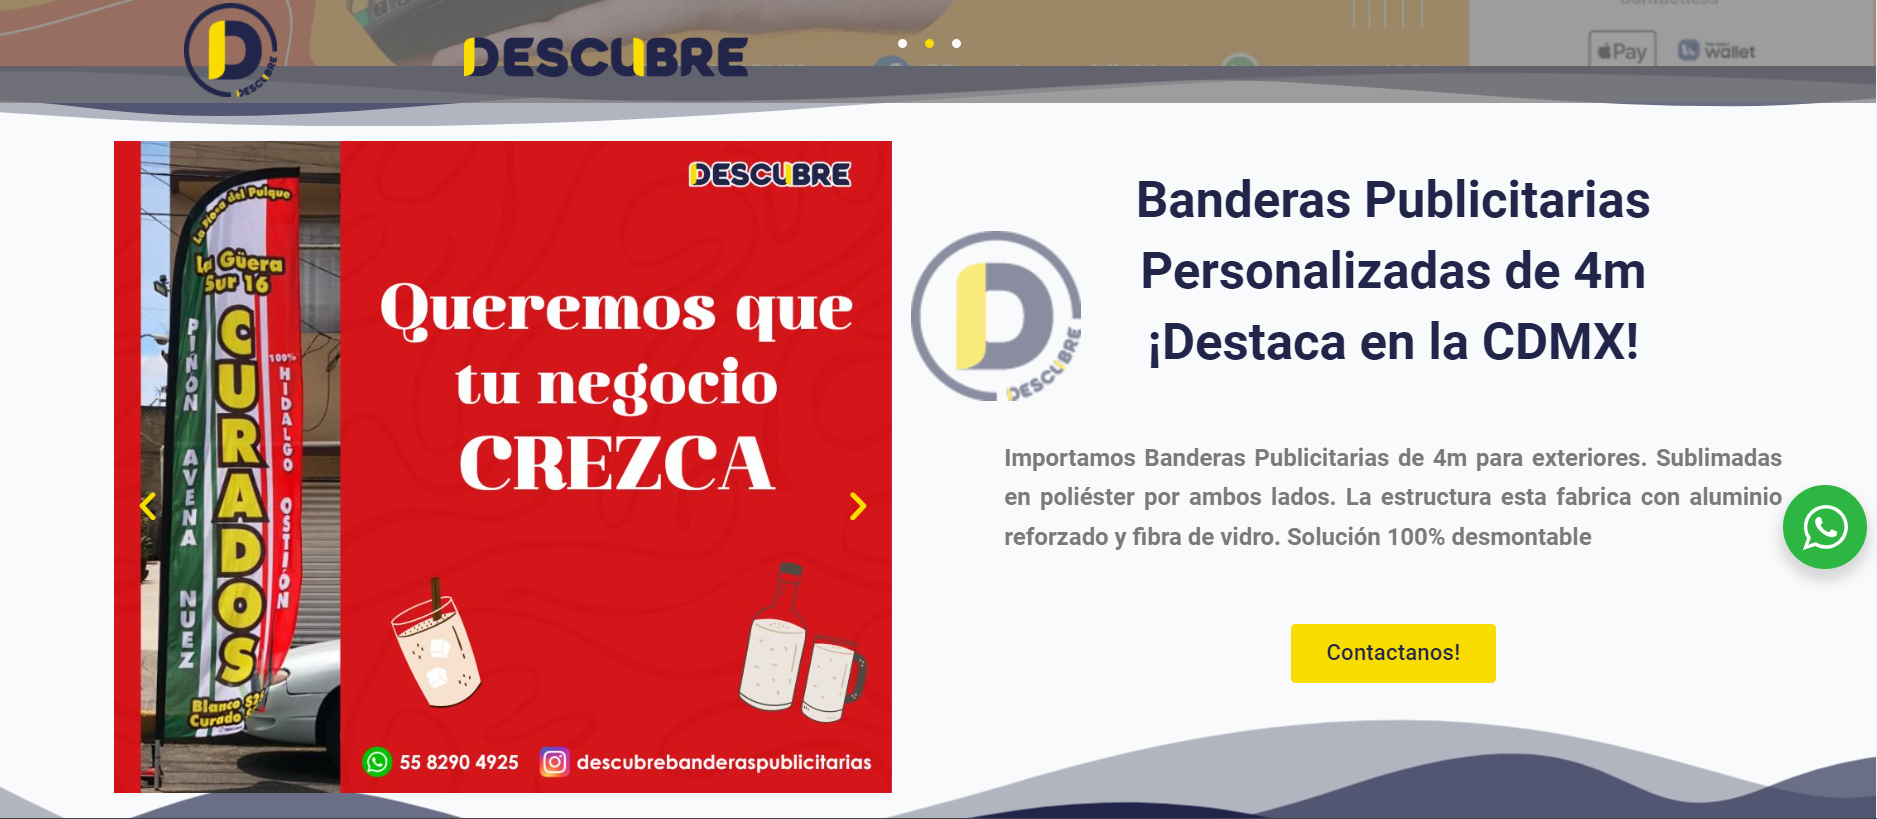 Contactless
Pay
wallet
DESCUBRE
DESCUBRE
DESCUBRE
La Diosa del Pulque
La Güera
Sur 16
CURADOS
PIÑÓN AVENA NUEZ
100% HIDALGO OSTIÓN
Blanco
Curado
Queremos que
tu negocio
CREZCA
55 8290 4925
descubrebanderaspublicitarias
DESCUBRE
Banderas Publicitarias
Personalizadas de 4m
¡Destaca en la CDMX!
Importamos Banderas Publicitarias de 4m para exteriores. Sublimadas
en poliéster por ambos lados. La estructura esta fabrica con aluminio
reforzado y fibra de vidro. Solución 100% desmontable
Contactanos!